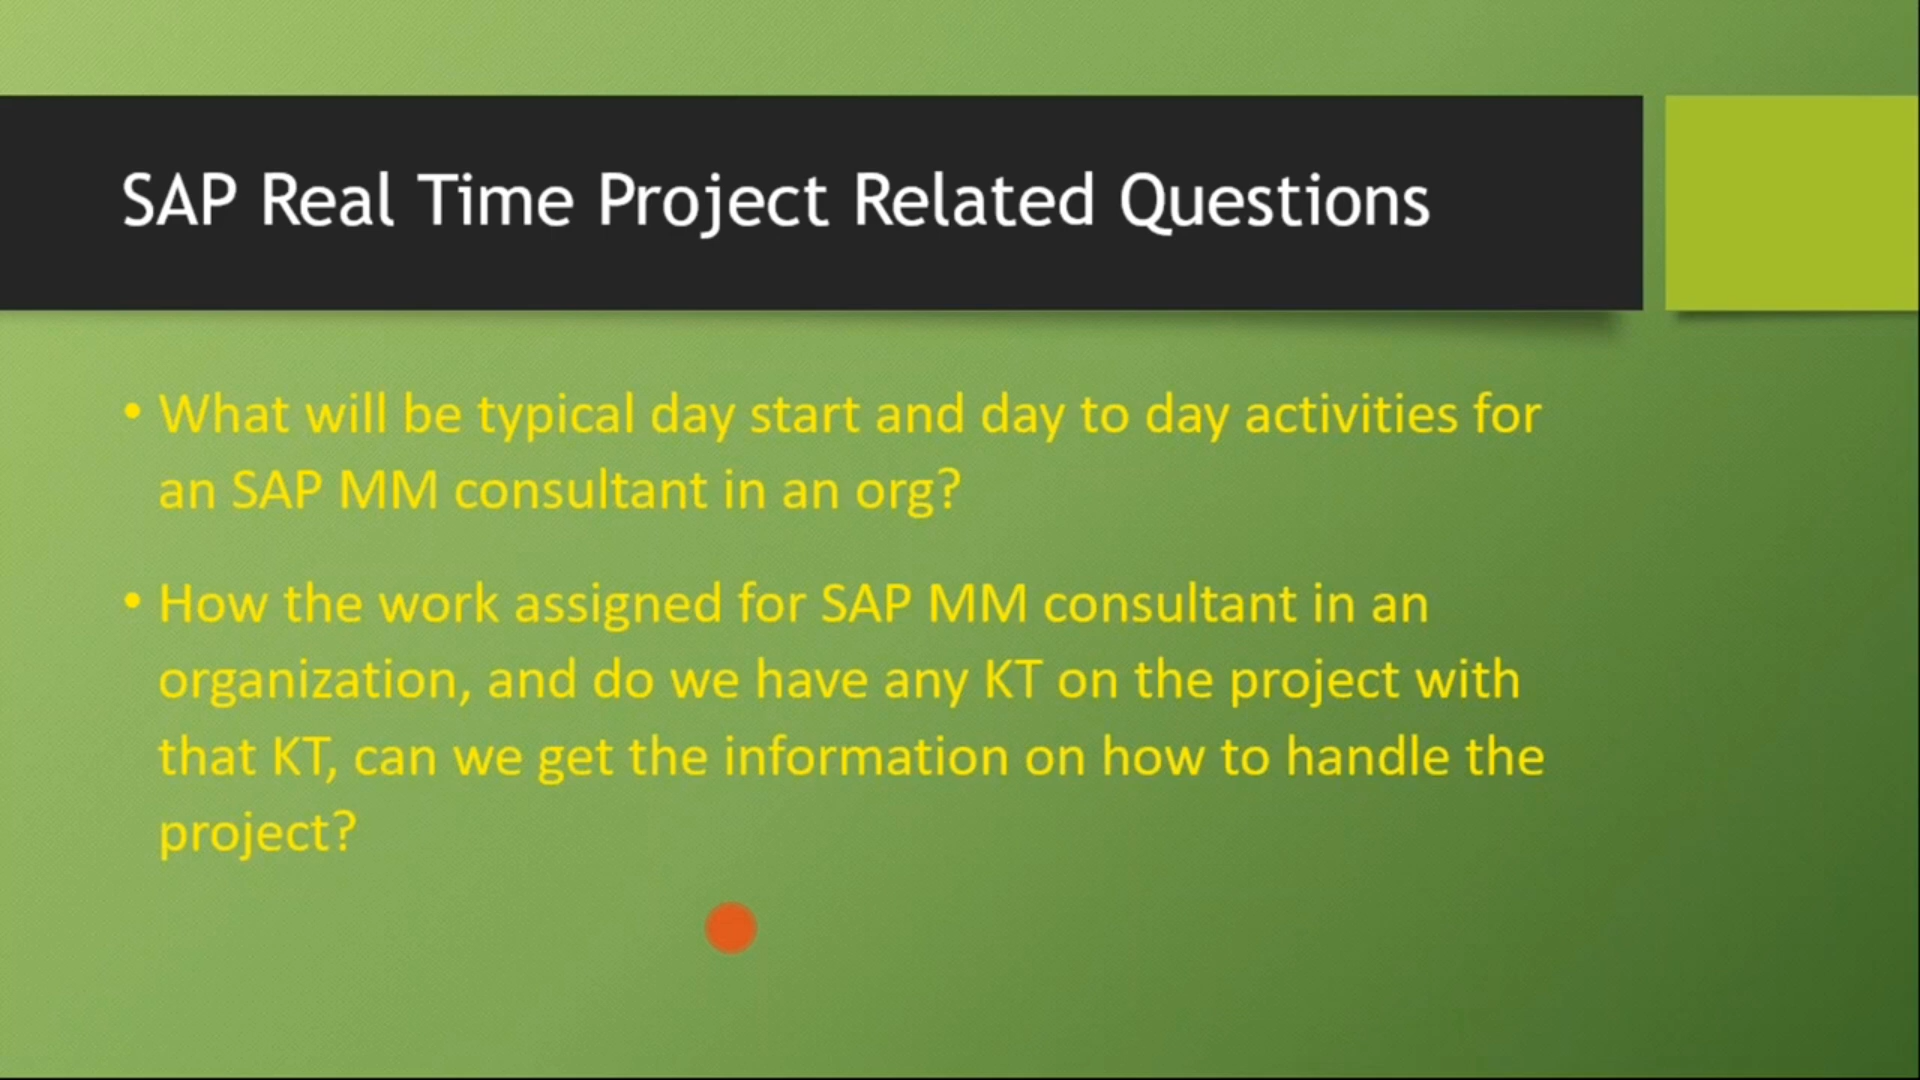 SAP Real Time Project Related Questions
• What will be typical day start and day to day activities for
an SAP MM consultant in an org?
• How the work assigned for SAP MM consultant in an
organization, and do we have any KT on the project with
that KT, can we get the information on how to handle the
project?